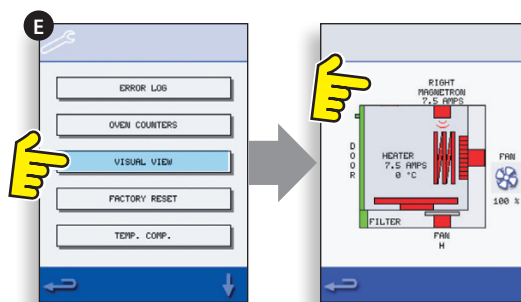 E
ERROR LOG
OVEN COUNTERS
VISUAL VIEW
FACTORY RESET
TEMP. COMP.
RIGHT
MAGNETRON
7.5 AMPS
DOOR
HEATER
7.5 AMPS
0 °C
FAN
100 %
FILTER
FAN
H